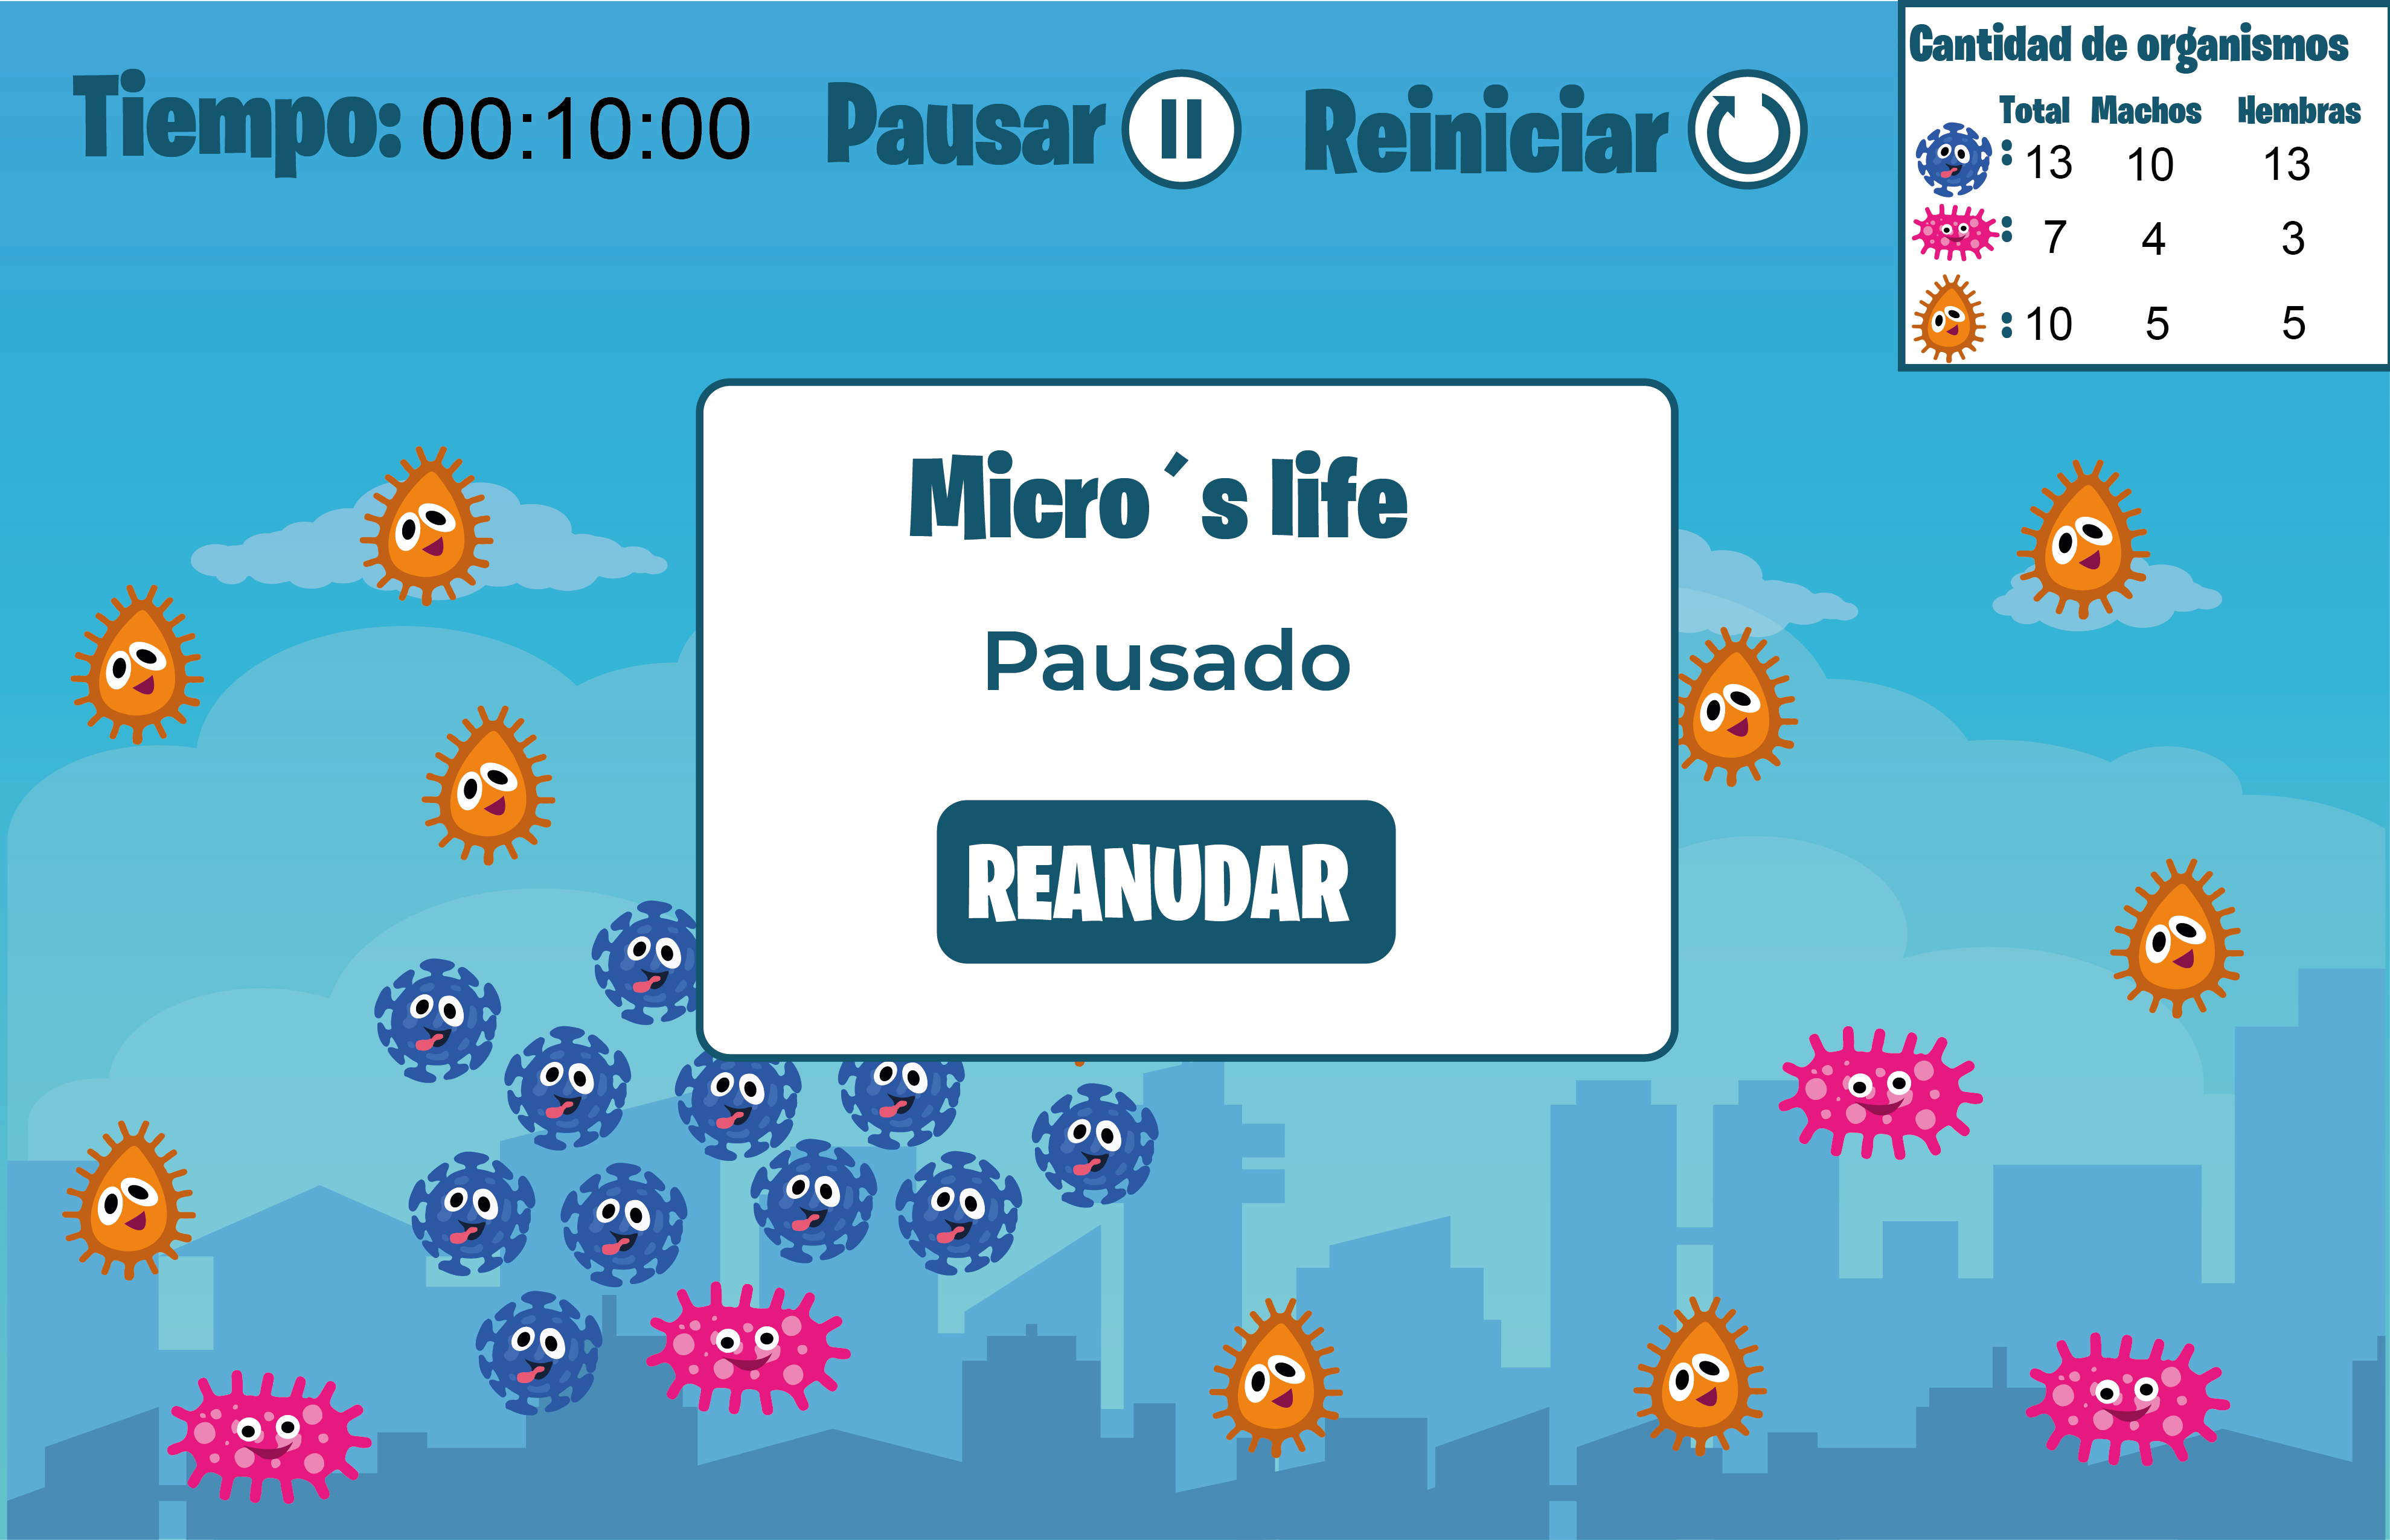 Tiempo: 00:10:00 Pausar Reiniciar
Cantidad de organismos
Total Machos Hembras
: 13 10 13
: 7 4 3
: 10 5 5
Micro´s life
Pausado
REANUDAR